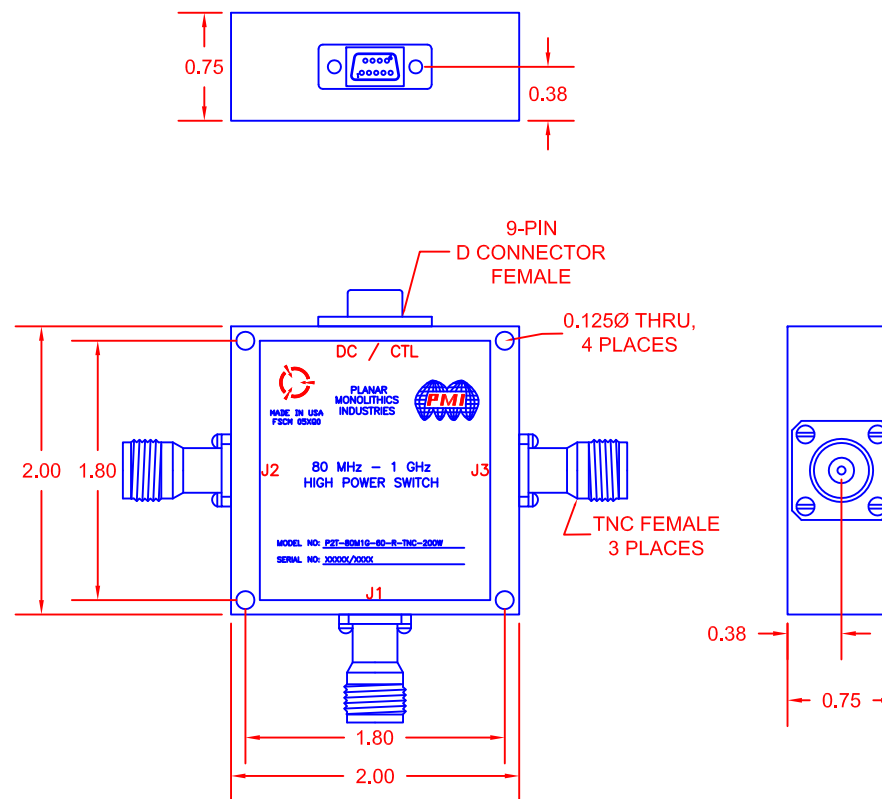 0.75
0.38
9-PIN
D CONNECTOR
FEMALE
0.125Ø THRU,
4 PLACES
DC / CTL
MADE IN USA
FSCM 05XQ0
PLANAR
MONOLITHICS
INDUSTRIES
PMI
2.00
1.80
J2
80 MHz - 1 GHz
HIGH POWER SWITCH
J3
TNC FEMALE
3 PLACES
MODEL NO: P2T-80M1G-60-R-TNC-200W
SERIAL NO: XXXXX/XXXX
J1
0.38
0.75
1.80
2.00